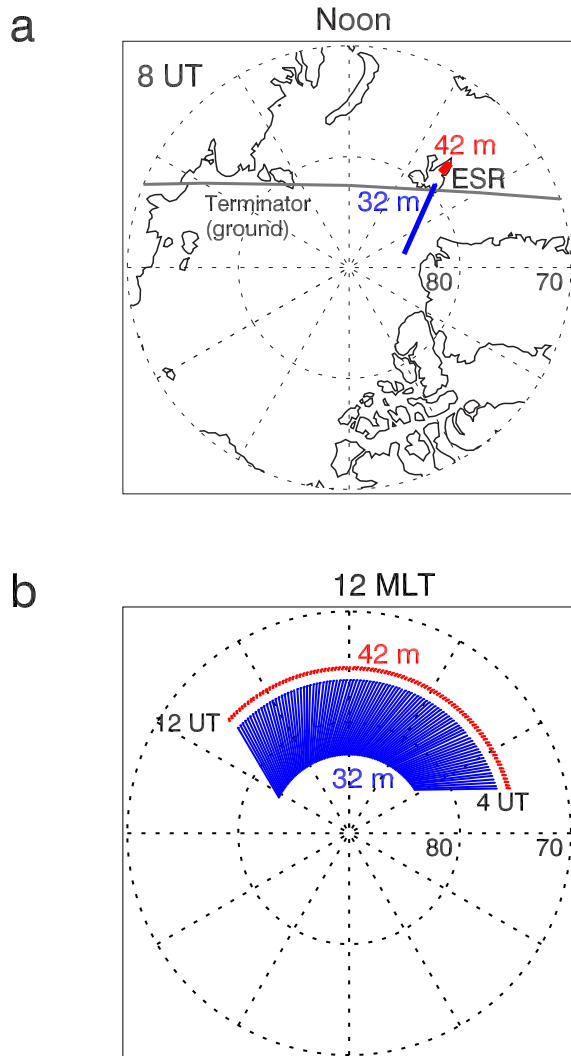 a
Noon
8 UT
42 m
ESR
32 m
Terminator
(ground)
80
70
b
12 MLT
42 m
12 UT
32 m
4 UT
80
70